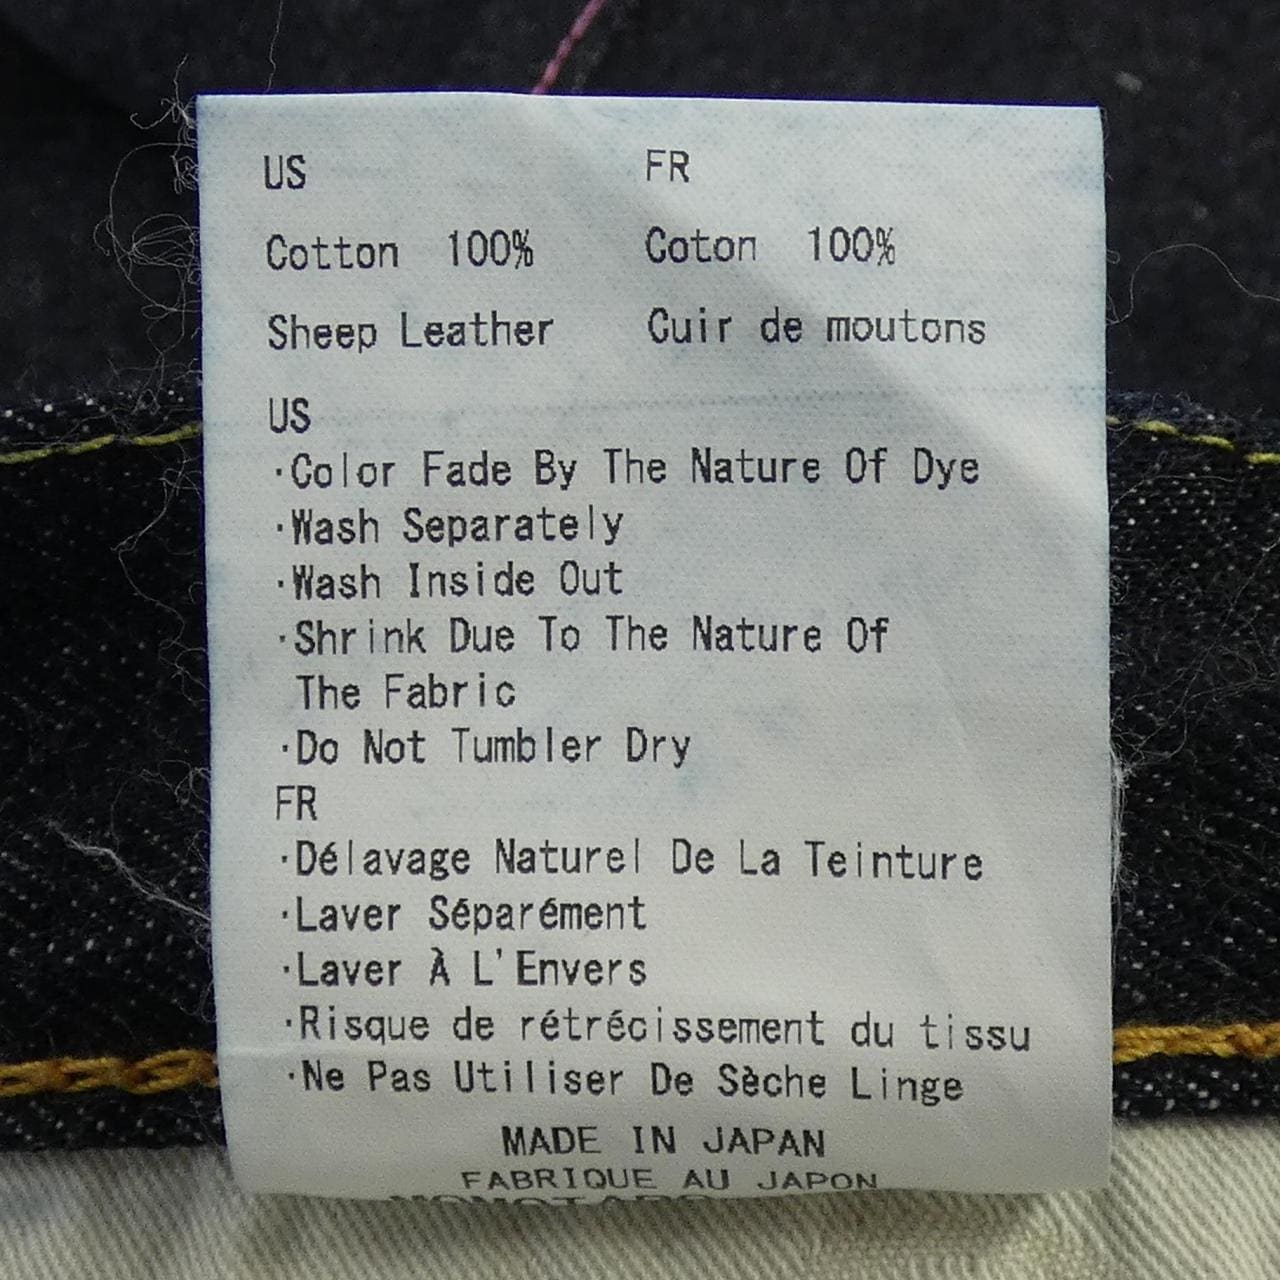 US FR
Cotton 100% Coton 100%
Sheep Leather Cuir de moutons
US
·Color Fade By The Nature Of Dye
·Wash Separately
·Wash Inside Out
·Shrink Due To The Nature Of
The Fabric
·Do Not Tumbler Dry
FR
·Délavage Naturel De La Teinture
·Laver Séparément
·Laver À L'Envers
·Risque de rétrécissement du tissu
·Ne Pas Utiliser De Sèche Linge
MADE IN JAPAN
FABRIQUE AU JAPON